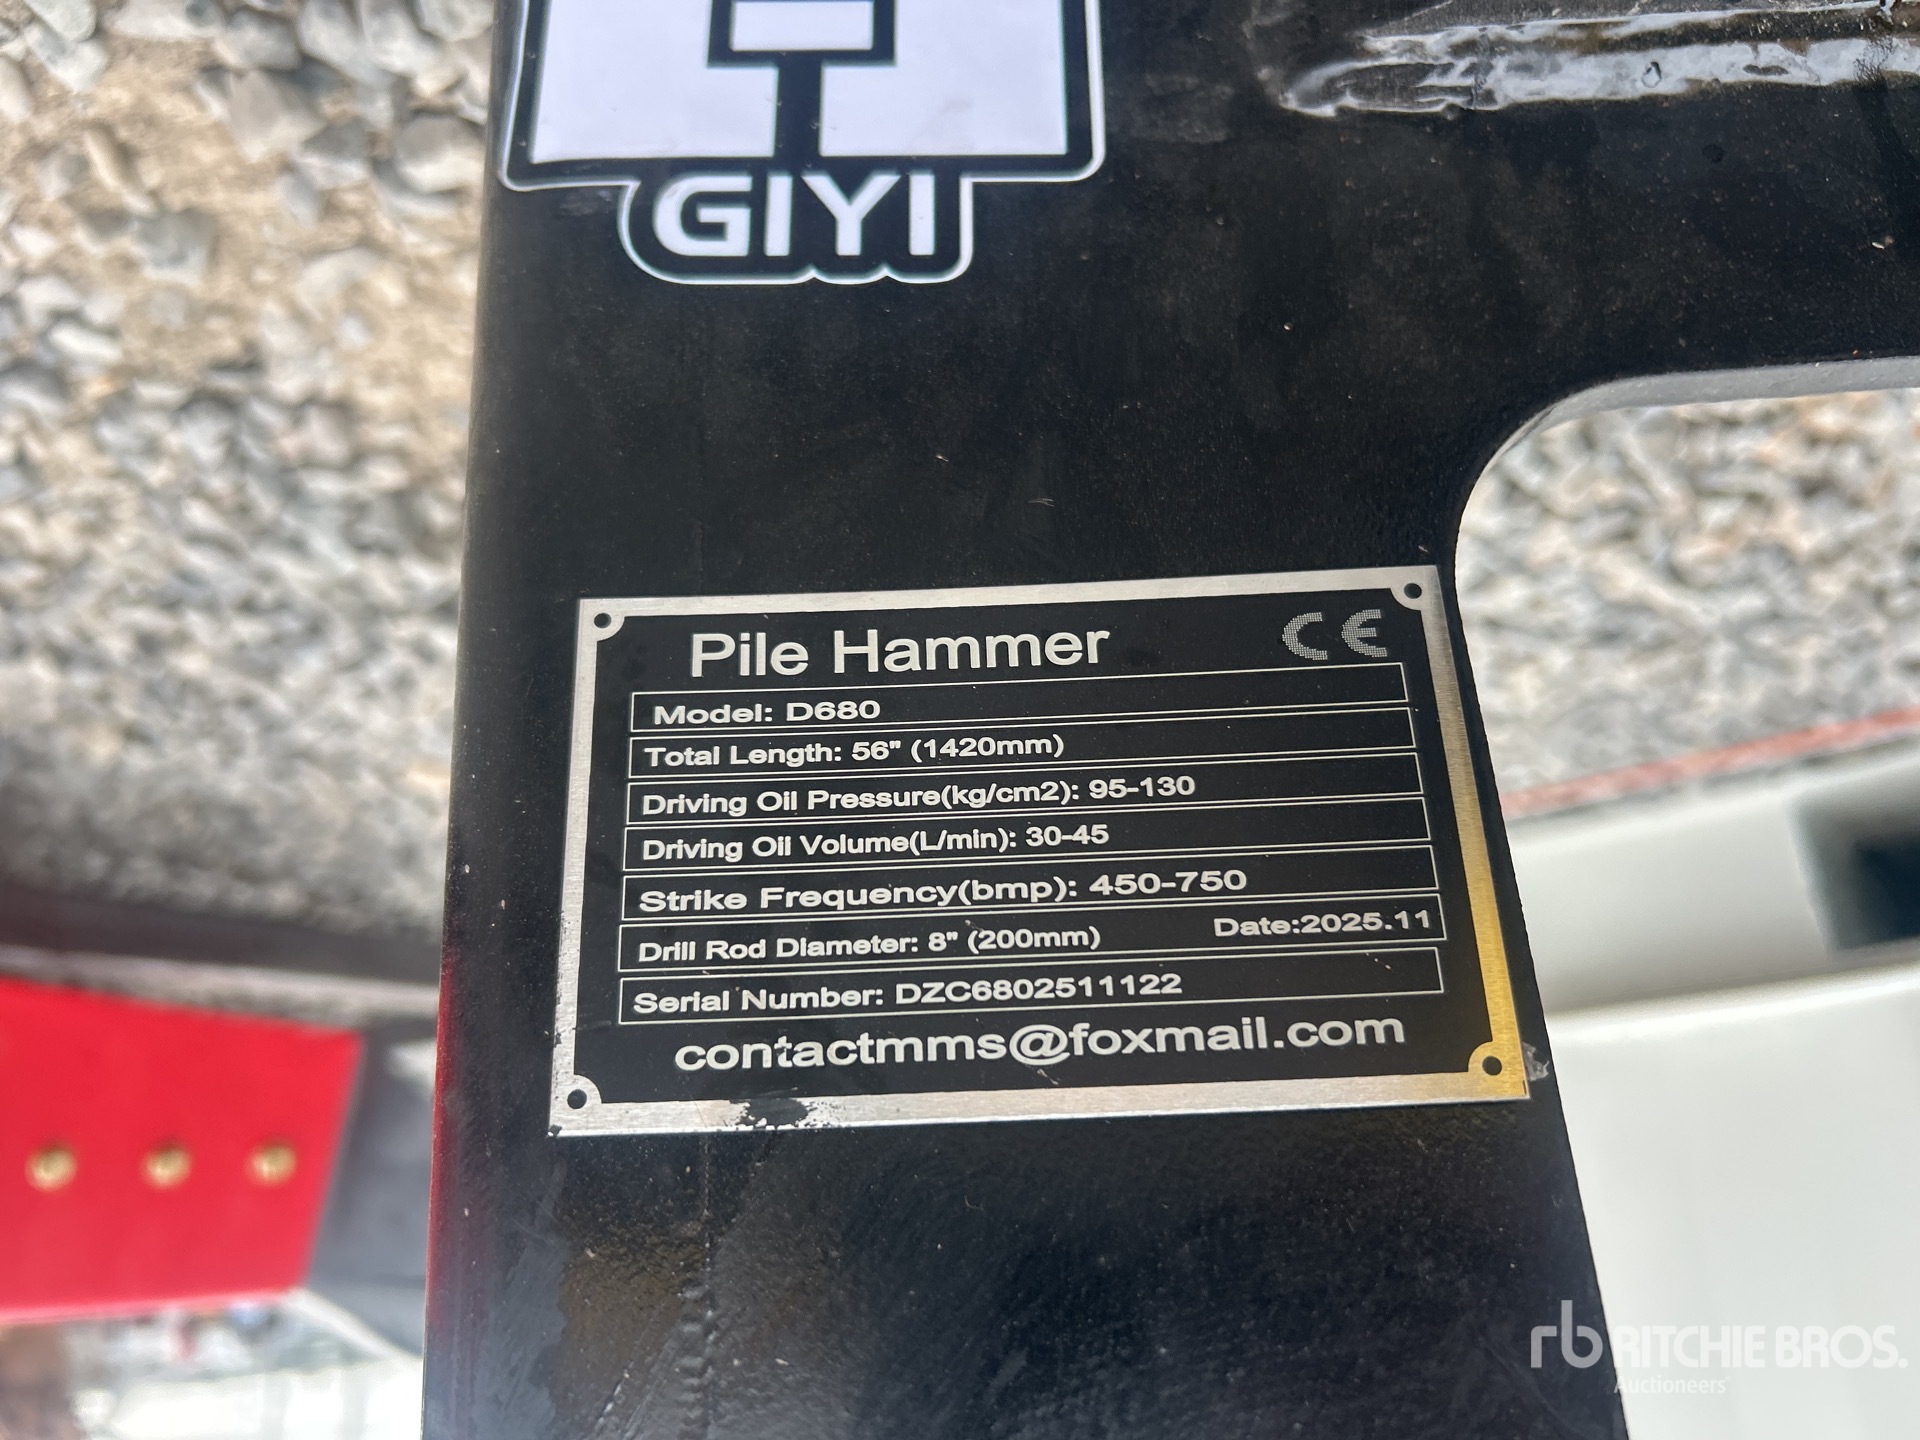 GIYI
Pile Hammer
CE
Model: D680
Total Length: 56" (1420mm)
Driving Oil Pressure(kg/cm2): 95-130
Driving Oil Volume(L/min): 30-45
Strike Frequency(bmp): 450-750
Drill Rod Diameter: 8" (200mm) Date:2025.11
Serial Number: DZC6802511122
contactmms@foxmail.com
rb RITCHIE BROS.
Auctioneers